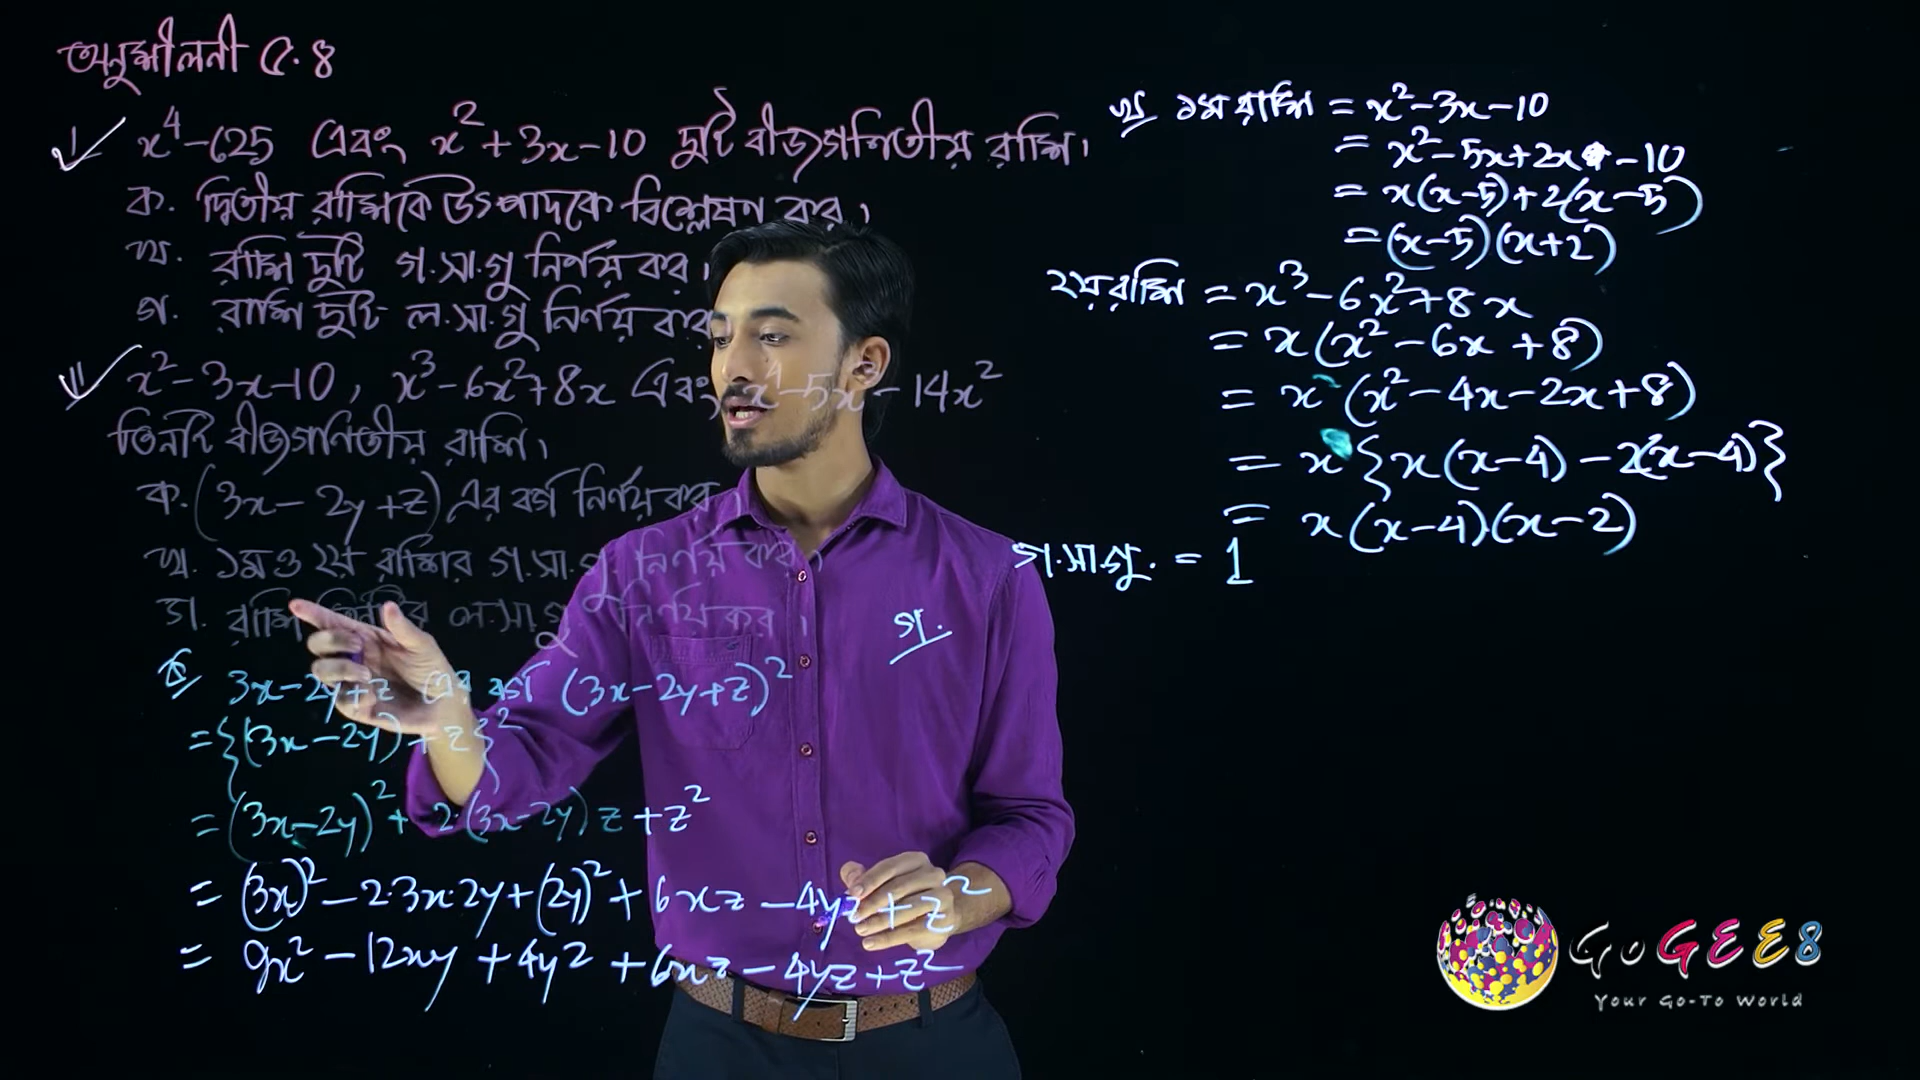 অনুশীলনী ৫.৪
I. x⁴-625 এবং x²+3x-10 দুটি বীজগণিতীয় রাশি।
ক. দ্বিতীয় রাশিকে উৎপাদকে বিশ্লেষণ কর।
খ. রাশি দুটি গ.সা.গু নির্ণয় কর।
গ. রাশি দুটি ল.সা.গু নির্ণয় কর
II. x²-3x-10, x³-6x²+8x এবং x⁴-5x-14x²
তিনটি বীজগণিতীয় রাশি।
ক. (3x-2y+z) এর বর্গ নির্ণয় কর।
খ. ১ম ও ২য় রাশির গ.সা.গু নির্ণয় কর।
গ. রাশি তিনটির ল.সা.গু নির্ণয় কর।
ক 3x-2y+z এর বর্গ (3x-2y+z)²
={(3x-2y)+z}²
=(3x-2y)²+2·(3x-2y)z+z²
=(3x)²-2·3x·2y+(2y)²+6xz-4yz+z²
=9x²-12xy+4y2+6xz-4yz+z²
খ ১ম রাশি = x²-3x-10
= x²-5x+2x-10
= x(x-5)+2(x-5)
=(x-5)(x+2)
২য় রাশি = x³-6x²+8x
= x(x²-6x+8)
= x(x²-4x-2x+8)
= x{x(x-4)-2(x-4)}
= x(x-4)(x-2)
গ.সা.গু. = 1
গ.
GoGEE8
Your Go-To World